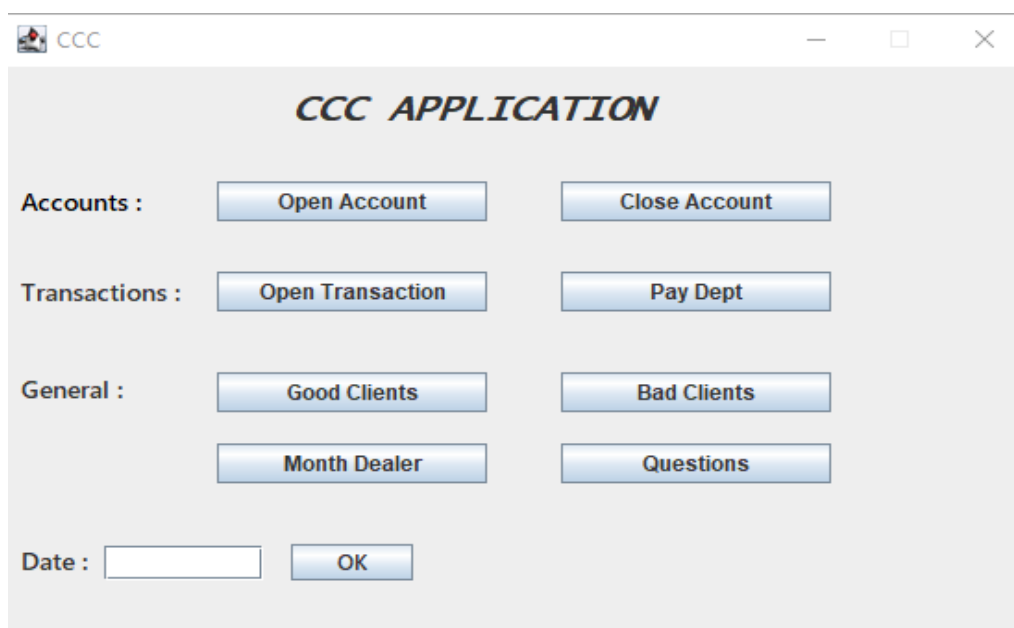 CCC
CCC APPLICATION
Accounts : Open Account Close Account
Transactions : Open Transaction Pay Dept
General : Good Clients Bad Clients
Month Dealer Questions
Date : OK